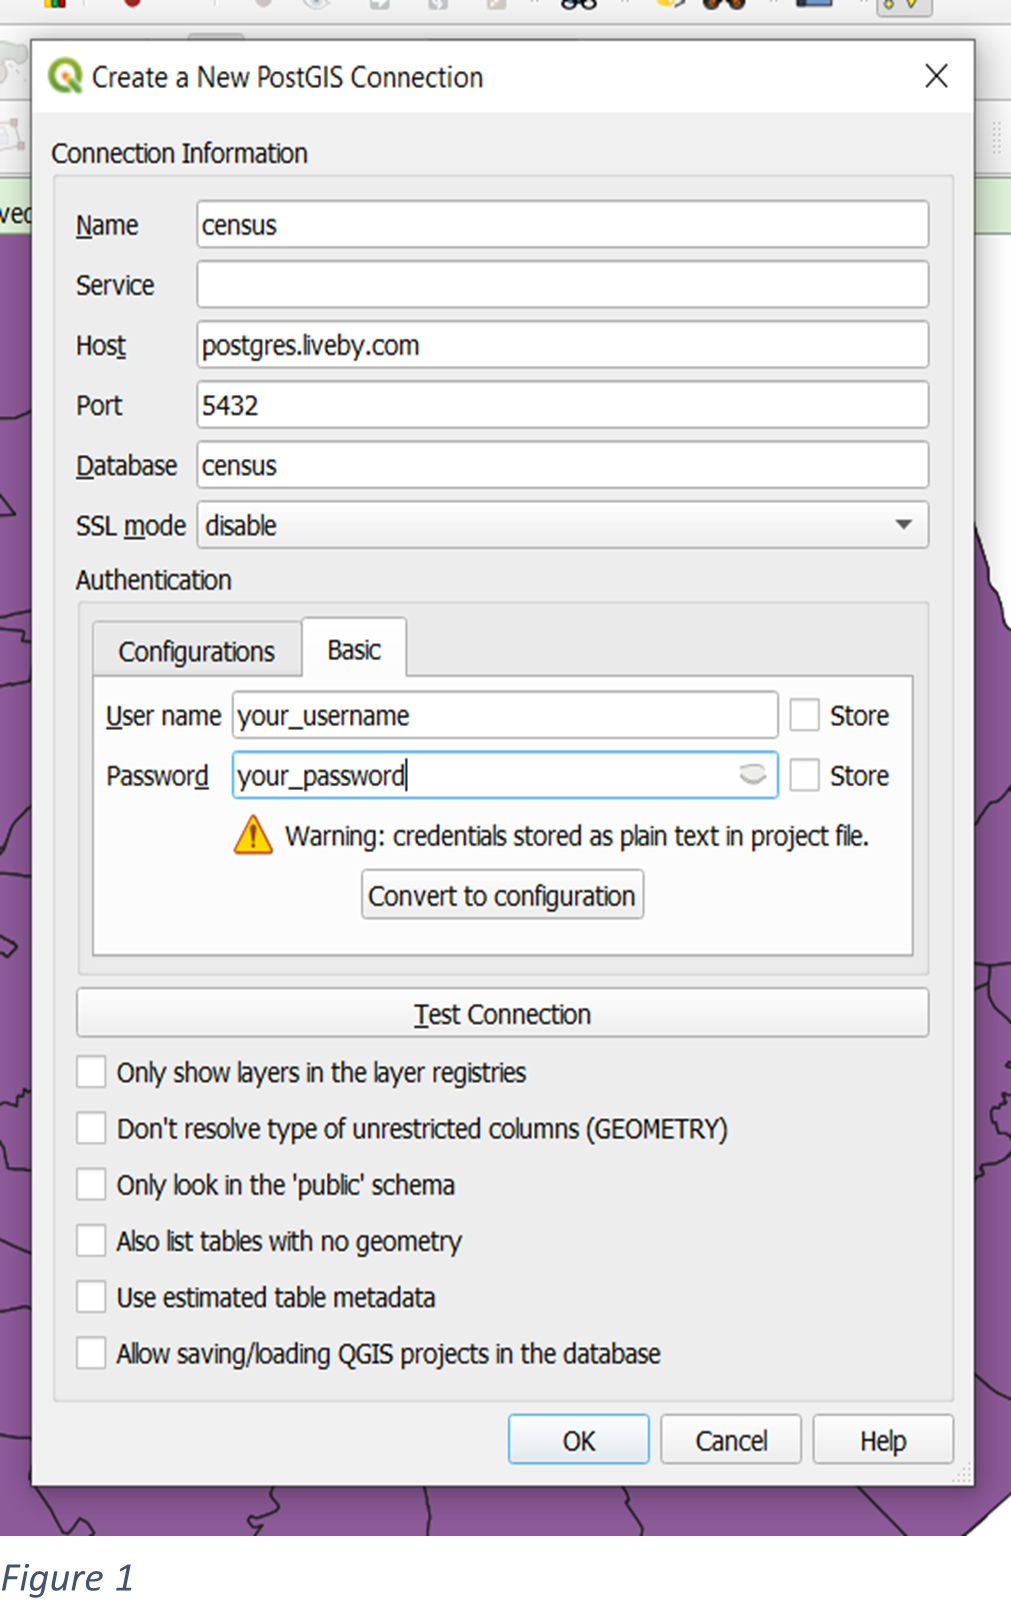 Create a New PostGIS Connection
ved
Connection Information
Name census
Service
Host postgres.liveby.com
Port 5432
Database census
SSL mode disable
Authentication
Configurations Basic
User name your_username Store
Password your_password Store
Warning: credentials stored as plain text in project file.
Convert to configuration
Test Connection
Only show layers in the layer registries
Don't resolve type of unrestricted columns (GEOMETRY)
Only look in the 'public' schema
Also list tables with no geometry
Use estimated table metadata
Allow saving/loading QGIS projects in the database
OK Cancel Help
Figure 1